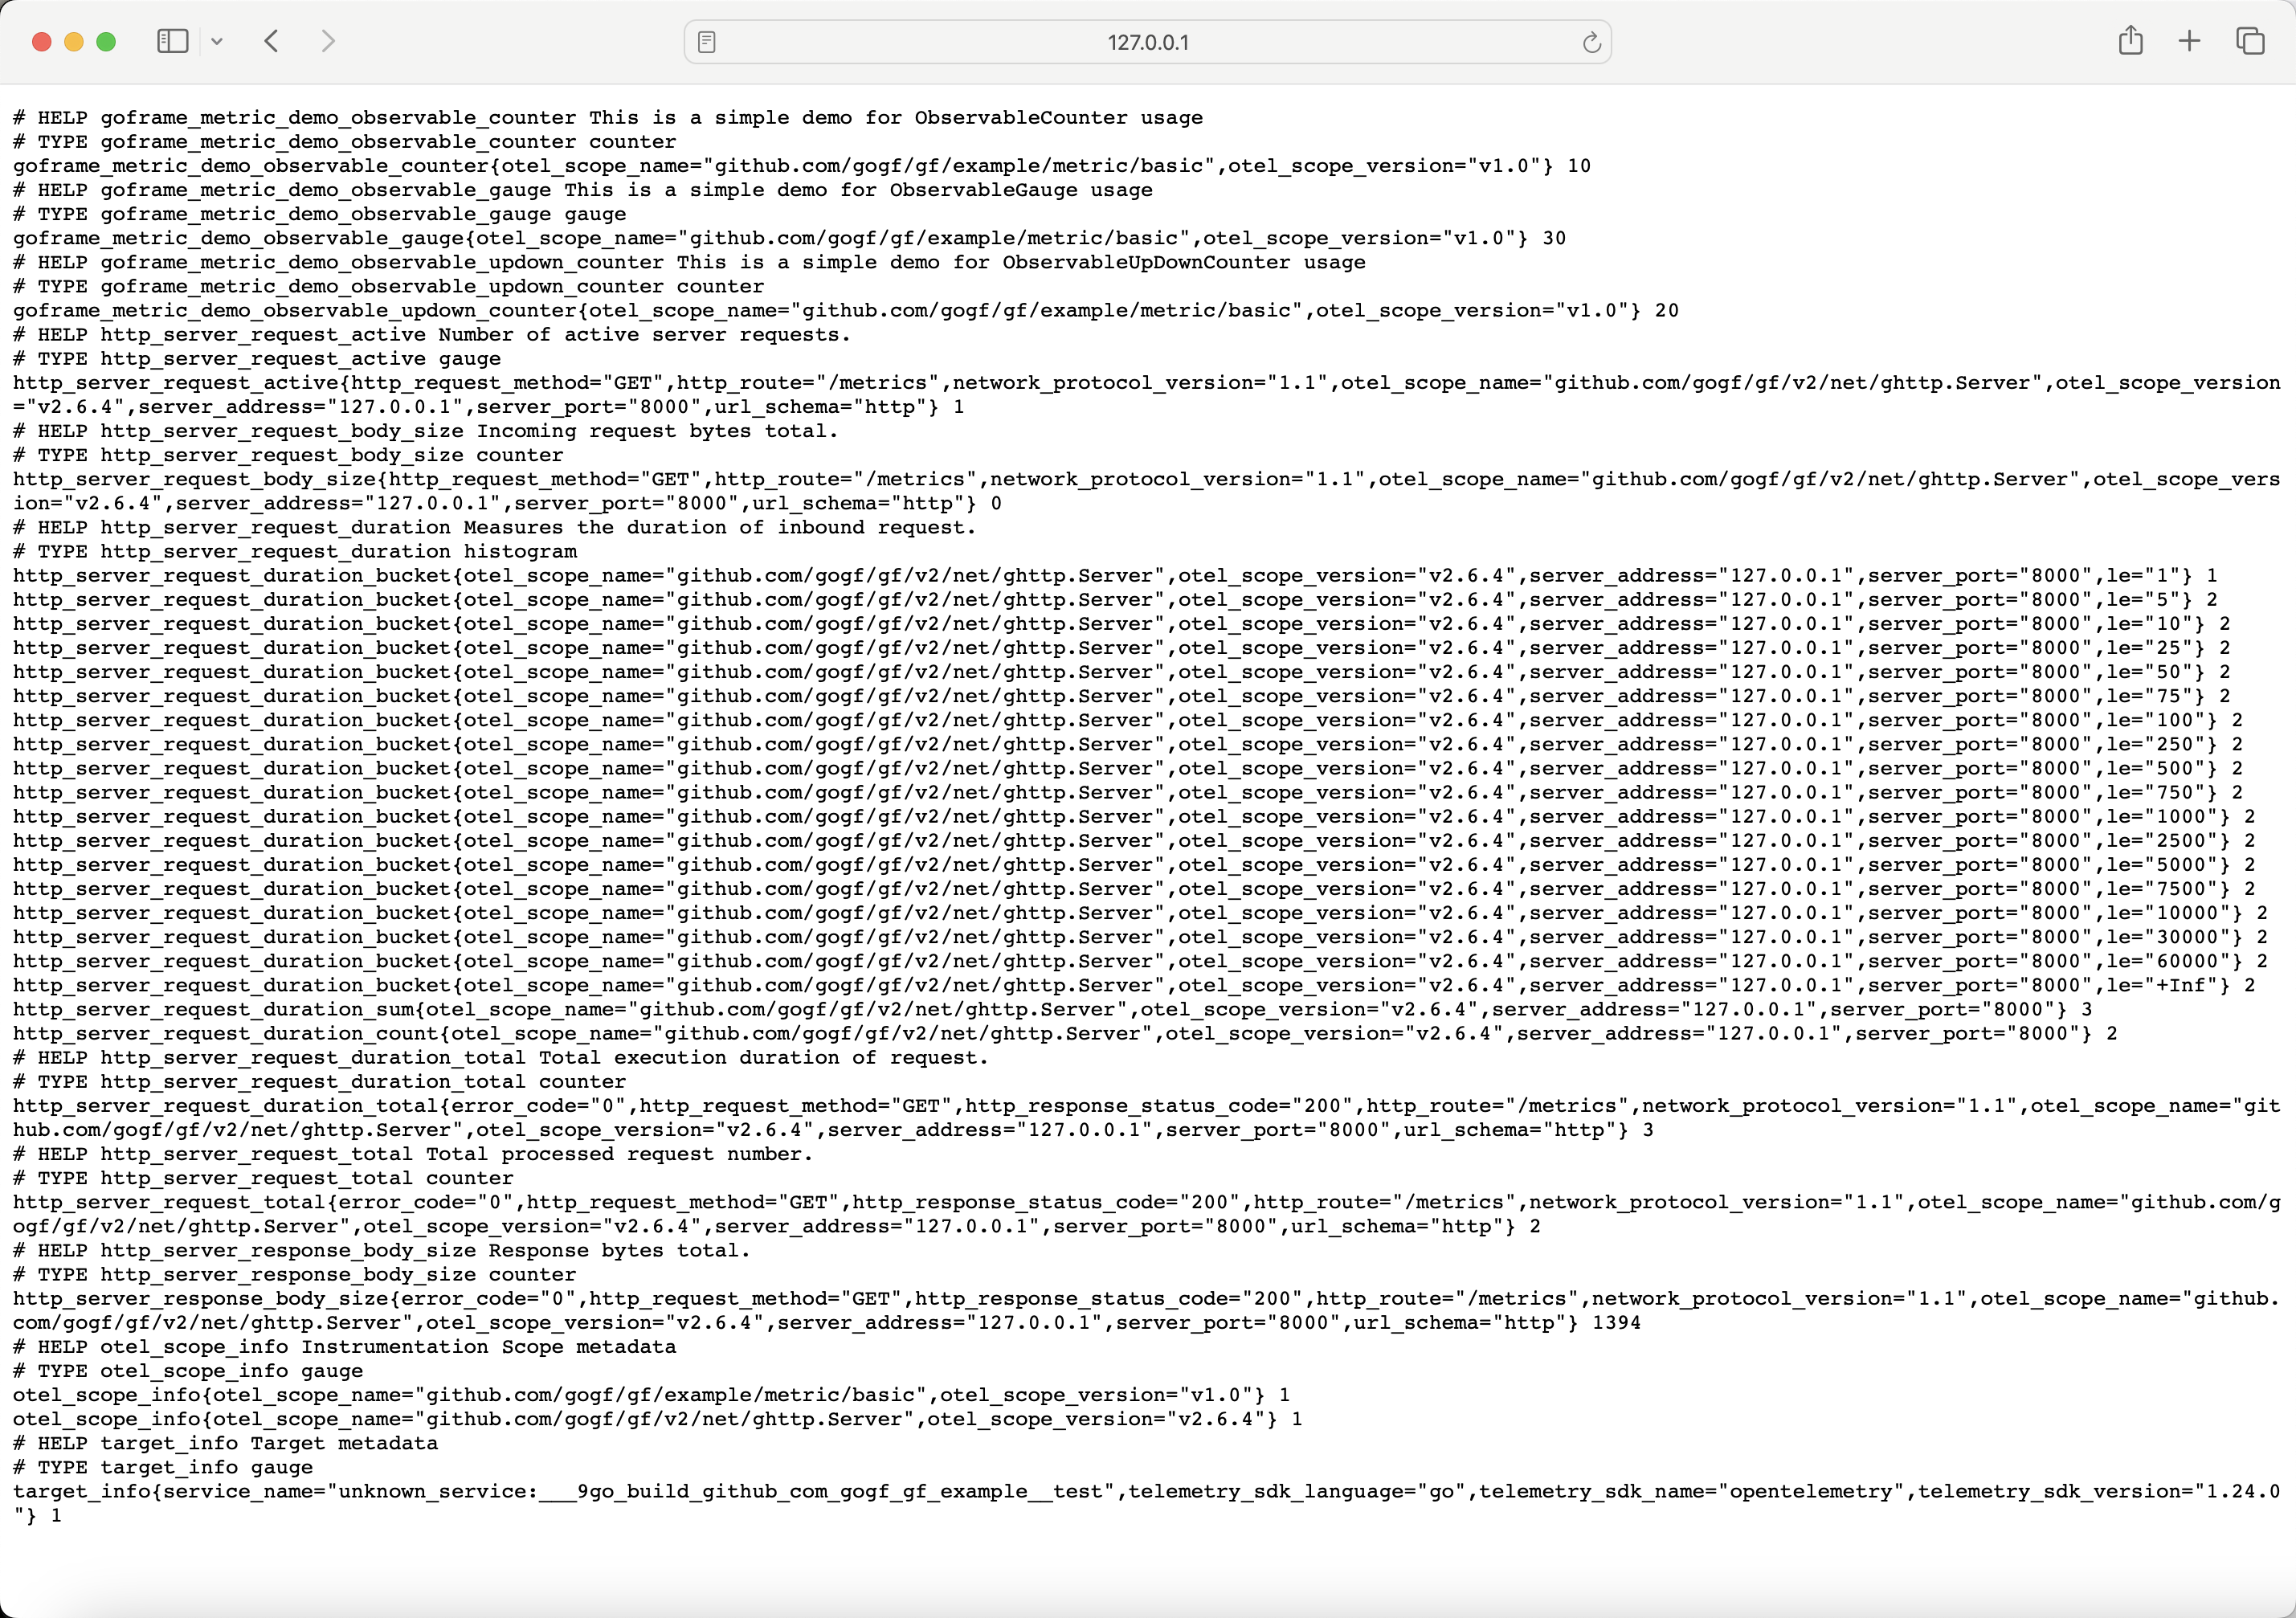 127.0.0.1
# HELP goframe_metric_demo_observable_counter This is a simple demo for ObservableCounter usage
# TYPE goframe_metric_demo_observable_counter counter
goframe_metric_demo_observable_counter{otel_scope_name="github.com/gogf/gf/example/metric/basic",otel_scope_version="v1.0"} 10
# HELP goframe_metric_demo_observable_gauge This is a simple demo for ObservableGauge usage
# TYPE goframe_metric_demo_observable_gauge gauge
goframe_metric_demo_observable_gauge{otel_scope_name="github.com/gogf/gf/example/metric/basic",otel_scope_version="v1.0"} 30
# HELP goframe_metric_demo_observable_updown_counter This is a simple demo for ObservableUpDownCounter usage
# TYPE goframe_metric_demo_observable_updown_counter counter
goframe_metric_demo_observable_updown_counter{otel_scope_name="github.com/gogf/gf/example/metric/basic",otel_scope_version="v1.0"} 20
# HELP http_server_request_active Number of active server requests.
# TYPE http_server_request_active gauge
http_server_request_active{http_request_method="GET",http_route="/metrics",network_protocol_version="1.1",otel_scope_name="github.com/gogf/gf/v2/net/ghttp.Server",otel_scope_version
="v2.6.4",server_address="127.0.0.1",server_port="8000",url_schema="http"} 1
# HELP http_server_request_body_size Incoming request bytes total.
# TYPE http_server_request_body_size counter
http_server_request_body_size{http_request_method="GET",http_route="/metrics",network_protocol_version="1.1",otel_scope_name="github.com/gogf/gf/v2/net/ghttp.Server",otel_scope_vers
ion="v2.6.4",server_address="127.0.0.1",server_port="8000",url_schema="http"} 0
# HELP http_server_request_duration Measures the duration of inbound request.
# TYPE http_server_request_duration histogram
http_server_request_duration_bucket{otel_scope_name="github.com/gogf/gf/v2/net/ghttp.Server",otel_scope_version="v2.6.4",server_address="127.0.0.1",server_port="8000",le="1"} 1
http_server_request_duration_bucket{otel_scope_name="github.com/gogf/gf/v2/net/ghttp.Server",otel_scope_version="v2.6.4",server_address="127.0.0.1",server_port="8000",le="5"} 2
http_server_request_duration_bucket{otel_scope_name="github.com/gogf/gf/v2/net/ghttp.Server",otel_scope_version="v2.6.4",server_address="127.0.0.1",server_port="8000",le="10"} 2
http_server_request_duration_bucket{otel_scope_name="github.com/gogf/gf/v2/net/ghttp.Server",otel_scope_version="v2.6.4",server_address="127.0.0.1",server_port="8000",le="25"} 2
http_server_request_duration_bucket{otel_scope_name="github.com/gogf/gf/v2/net/ghttp.Server",otel_scope_version="v2.6.4",server_address="127.0.0.1",server_port="8000",le="50"} 2
http_server_request_duration_bucket{otel_scope_name="github.com/gogf/gf/v2/net/ghttp.Server",otel_scope_version="v2.6.4",server_address="127.0.0.1",server_port="8000",le="75"} 2
http_server_request_duration_bucket{otel_scope_name="github.com/gogf/gf/v2/net/ghttp.Server",otel_scope_version="v2.6.4",server_address="127.0.0.1",server_port="8000",le="100"} 2
http_server_request_duration_bucket{otel_scope_name="github.com/gogf/gf/v2/net/ghttp.Server",otel_scope_version="v2.6.4",server_address="127.0.0.1",server_port="8000",le="250"} 2
http_server_request_duration_bucket{otel_scope_name="github.com/gogf/gf/v2/net/ghttp.Server",otel_scope_version="v2.6.4",server_address="127.0.0.1",server_port="8000",le="500"} 2
http_server_request_duration_bucket{otel_scope_name="github.com/gogf/gf/v2/net/ghttp.Server",otel_scope_version="v2.6.4",server_address="127.0.0.1",server_port="8000",le="750"} 2
http_server_request_duration_bucket{otel_scope_name="github.com/gogf/gf/v2/net/ghttp.Server",otel_scope_version="v2.6.4",server_address="127.0.0.1",server_port="8000",le="1000"} 2
http_server_request_duration_bucket{otel_scope_name="github.com/gogf/gf/v2/net/ghttp.Server",otel_scope_version="v2.6.4",server_address="127.0.0.1",server_port="8000",le="2500"} 2
http_server_request_duration_bucket{otel_scope_name="github.com/gogf/gf/v2/net/ghttp.Server",otel_scope_version="v2.6.4",server_address="127.0.0.1",server_port="8000",le="5000"} 2
http_server_request_duration_bucket{otel_scope_name="github.com/gogf/gf/v2/net/ghttp.Server",otel_scope_version="v2.6.4",server_address="127.0.0.1",server_port="8000",le="7500"} 2
http_server_request_duration_bucket{otel_scope_name="github.com/gogf/gf/v2/net/ghttp.Server",otel_scope_version="v2.6.4",server_address="127.0.0.1",server_port="8000",le="10000"} 2
http_server_request_duration_bucket{otel_scope_name="github.com/gogf/gf/v2/net/ghttp.Server",otel_scope_version="v2.6.4",server_address="127.0.0.1",server_port="8000",le="30000"} 2
http_server_request_duration_bucket{otel_scope_name="github.com/gogf/gf/v2/net/ghttp.Server",otel_scope_version="v2.6.4",server_address="127.0.0.1",server_port="8000",le="60000"} 2
http_server_request_duration_bucket{otel_scope_name="github.com/gogf/gf/v2/net/ghttp.Server",otel_scope_version="v2.6.4",server_address="127.0.0.1",server_port="8000",le="+Inf"} 2
http_server_request_duration_sum{otel_scope_name="github.com/gogf/gf/v2/net/ghttp.Server",otel_scope_version="v2.6.4",server_address="127.0.0.1",server_port="8000"} 3
http_server_request_duration_count{otel_scope_name="github.com/gogf/gf/v2/net/ghttp.Server",otel_scope_version="v2.6.4",server_address="127.0.0.1",server_port="8000"} 2
# HELP http_server_request_duration_total Total execution duration of request.
# TYPE http_server_request_duration_total counter
http_server_request_duration_total{error_code="0",http_request_method="GET",http_response_status_code="200",http_route="/metrics",network_protocol_version="1.1",otel_scope_name="git
hub.com/gogf/gf/v2/net/ghttp.Server",otel_scope_version="v2.6.4",server_address="127.0.0.1",server_port="8000",url_schema="http"} 3
# HELP http_server_request_total Total processed request number.
# TYPE http_server_request_total counter
http_server_request_total{error_code="0",http_request_method="GET",http_response_status_code="200",http_route="/metrics",network_protocol_version="1.1",otel_scope_name="github.com/g
ogf/gf/v2/net/ghttp.Server",otel_scope_version="v2.6.4",server_address="127.0.0.1",server_port="8000",url_schema="http"} 2
# HELP http_server_response_body_size Response bytes total.
# TYPE http_server_response_body_size counter
http_server_response_body_size{error_code="0",http_request_method="GET",http_response_status_code="200",http_route="/metrics",network_protocol_version="1.1",otel_scope_name="github.
com/gogf/gf/v2/net/ghttp.Server",otel_scope_version="v2.6.4",server_address="127.0.0.1",server_port="8000",url_schema="http"} 1394
# HELP otel_scope_info Instrumentation Scope metadata
# TYPE otel_scope_info gauge
otel_scope_info{otel_scope_name="github.com/gogf/gf/example/metric/basic",otel_scope_version="v1.0"} 1
otel_scope_info{otel_scope_name="github.com/gogf/gf/v2/net/ghttp.Server",otel_scope_version="v2.6.4"} 1
# HELP target_info Target metadata
# TYPE target_info gauge
target_info{service_name="unknown_service:___9go_build_github_com_gogf_gf_example__test",telemetry_sdk_language="go",telemetry_sdk_name="opentelemetry",telemetry_sdk_version="1.24.0
"} 1